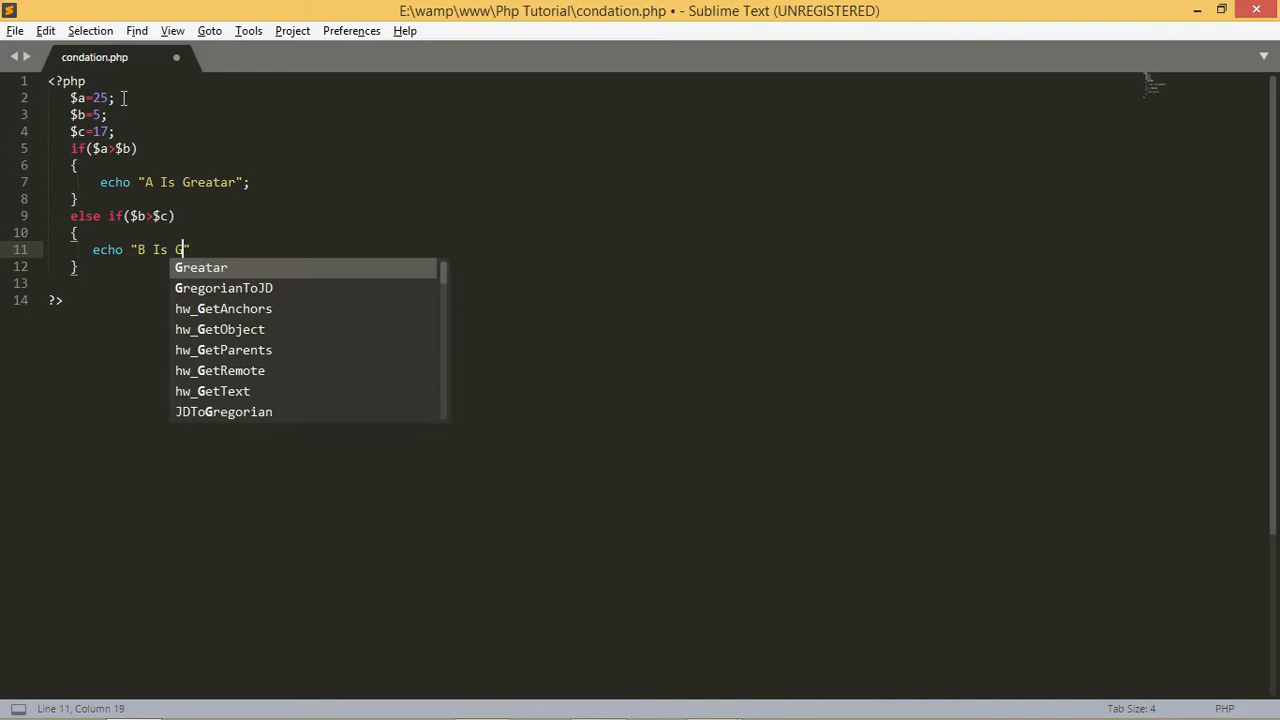 E:\wamp\www\Php Tutorial\condation.php • - Sublime Text (UNREGISTERED)
File Edit Selection Find View Goto Tools Project Preferences Help
condation.php
1 <?php
2 $a=25;
3 $b=5;
4 $c=17;
5 if($a>$b)
6 {
7 echo "A Is Greatar";
8 }
9 else if($b>$c)
10 {
11 echo "B Is G"
12 }
13
14 ?>
Greatar
GregorianToJD
hw_GetAnchors
hw_GetObject
hw_GetParents
hw_GetRemote
hw_GetText
JDToGregorian
Line 11, Column 19
Tab Size: 4
PHP